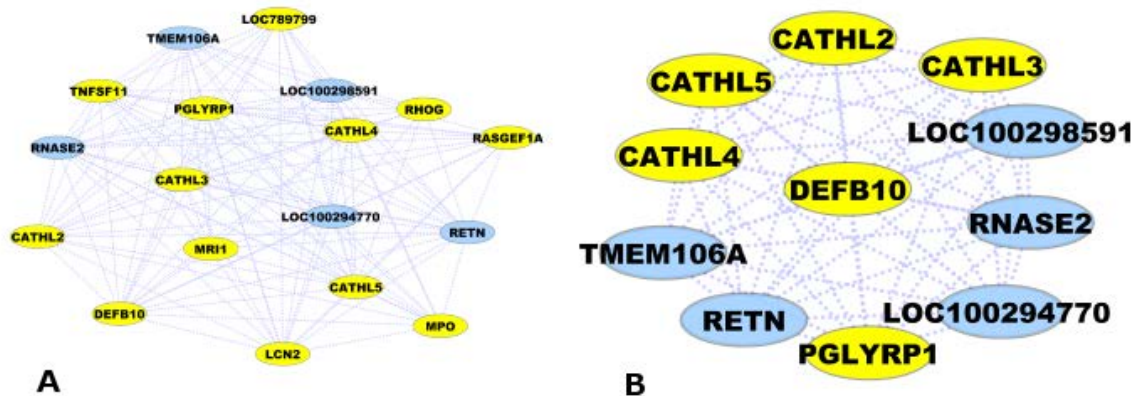 LOC789799
TMEM106A
TNFSF11
LOC100298591
PGLYRP1
RHOG
CATHL4
RASGEF1A
RNASE2
CATHL3
LOC100294770
CATHL2
RETN
MRI1
CATHL5
DEFB10
MPO
LCN2
A
CATHL2
CATHL3
CATHL5
LOC100298591
CATHL4
DEFB10
RNASE2
TMEM106A
LOC100294770
RETN
PGLYRP1
B